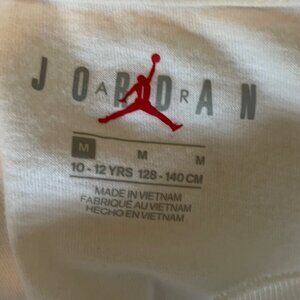 JORDAN
AIR
M M M
10 - 12 YRS 128 - 140 CM
MADE IN VIETNAM
FABRIQUÉ AU VIETNAM
HECHO EN VIETNAM